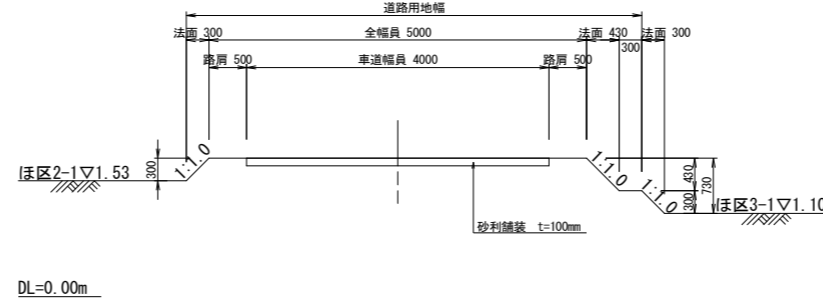 道路用地幅
法面 300
全幅員 5000
法面 430
法面 300
300
路肩 500
車道幅員 4000
路肩 500
ほ区2-1▽1.53
300
1:1.0
1:1.0
1:1.0
430
300
730
ほ区3-1▽1.10
砂利舗装 t=100mm
DL=0.00m